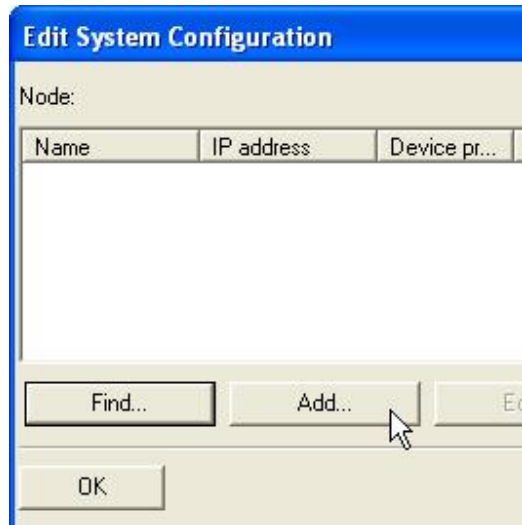 Edit System Configuration
Node:
Name IP address Device pr...
Find... Add...
OK